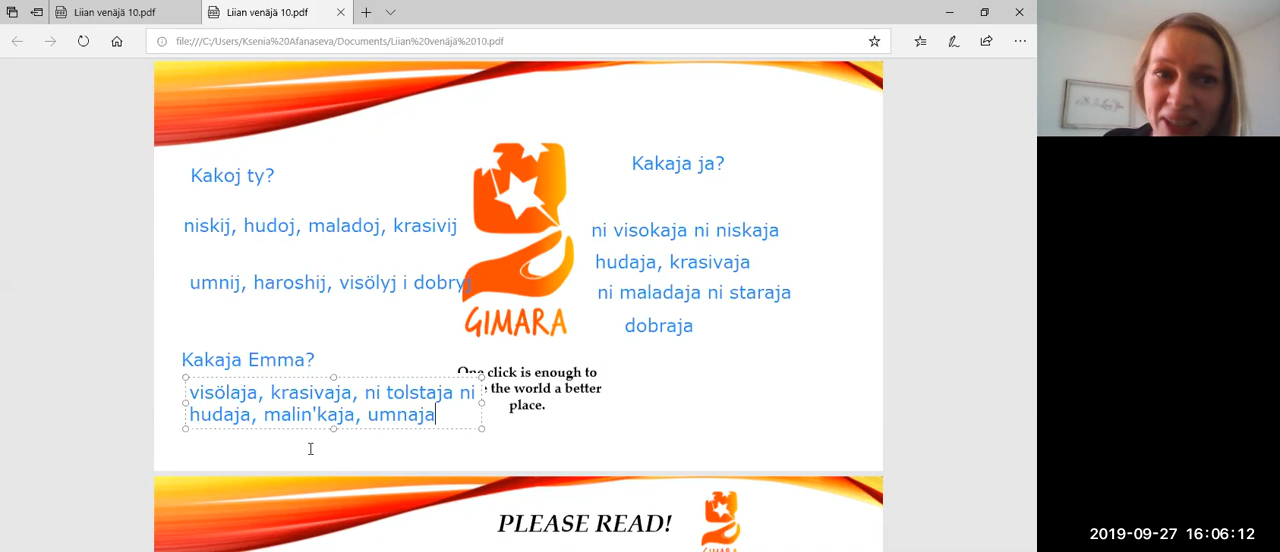 Liian venäjä 10.pdf
Liian venäjä 10.pdf
file:///C:/Users/Ksenia%20Afanaseva/Documents/Liian%20venäjä%2010.pdf
Kakoj ty?
niskij, hudoj, maladoj, krasivij
umnij, haroshij, visölyj i dobryj
Kakaja ja?
ni visokaja ni niskaja
hudaja, krasivaja
ni maladaja ni staraja
dobraja
GIMARA
One click is enough to
the world a better
place.
Kakaja Emma?
visölaja, krasivaja, ni tolstaja ni
hudaja, malin'kaja, umnaja
PLEASE READ!
GIMARA
2019-09-27 16:06:12